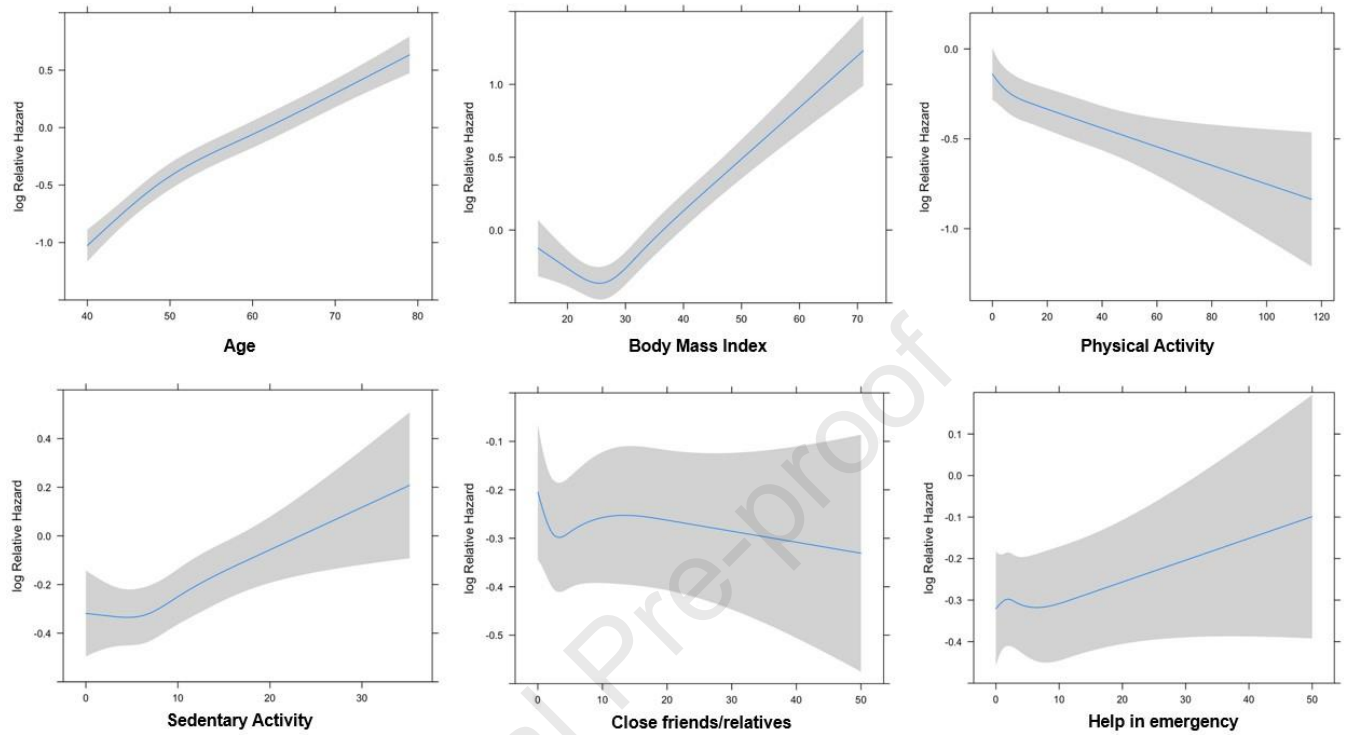 log Relative Hazard
0.5
0.0
-0.5
-1.0
40 50 60 70 80
Age
log Relative Hazard
1.0
0.5
0.0
20 30 40 50 60 70
Body Mass Index
log Relative Hazard
0.0
-0.5
-1.0
0 20 40 60 80 100 120
Physical Activity
log Relative Hazard
0.4
0.2
0.0
-0.2
-0.4
0 10 20 30
Sedentary Activity
log Relative Hazard
-0.1
-0.2
-0.3
-0.4
-0.5
0 10 20 30 40 50
Close friends/relatives
log Relative Hazard
0.1
0.0
-0.1
-0.2
-0.3
-0.4
0 10 20 30 40 50
Help in emergency
al Pre-proof